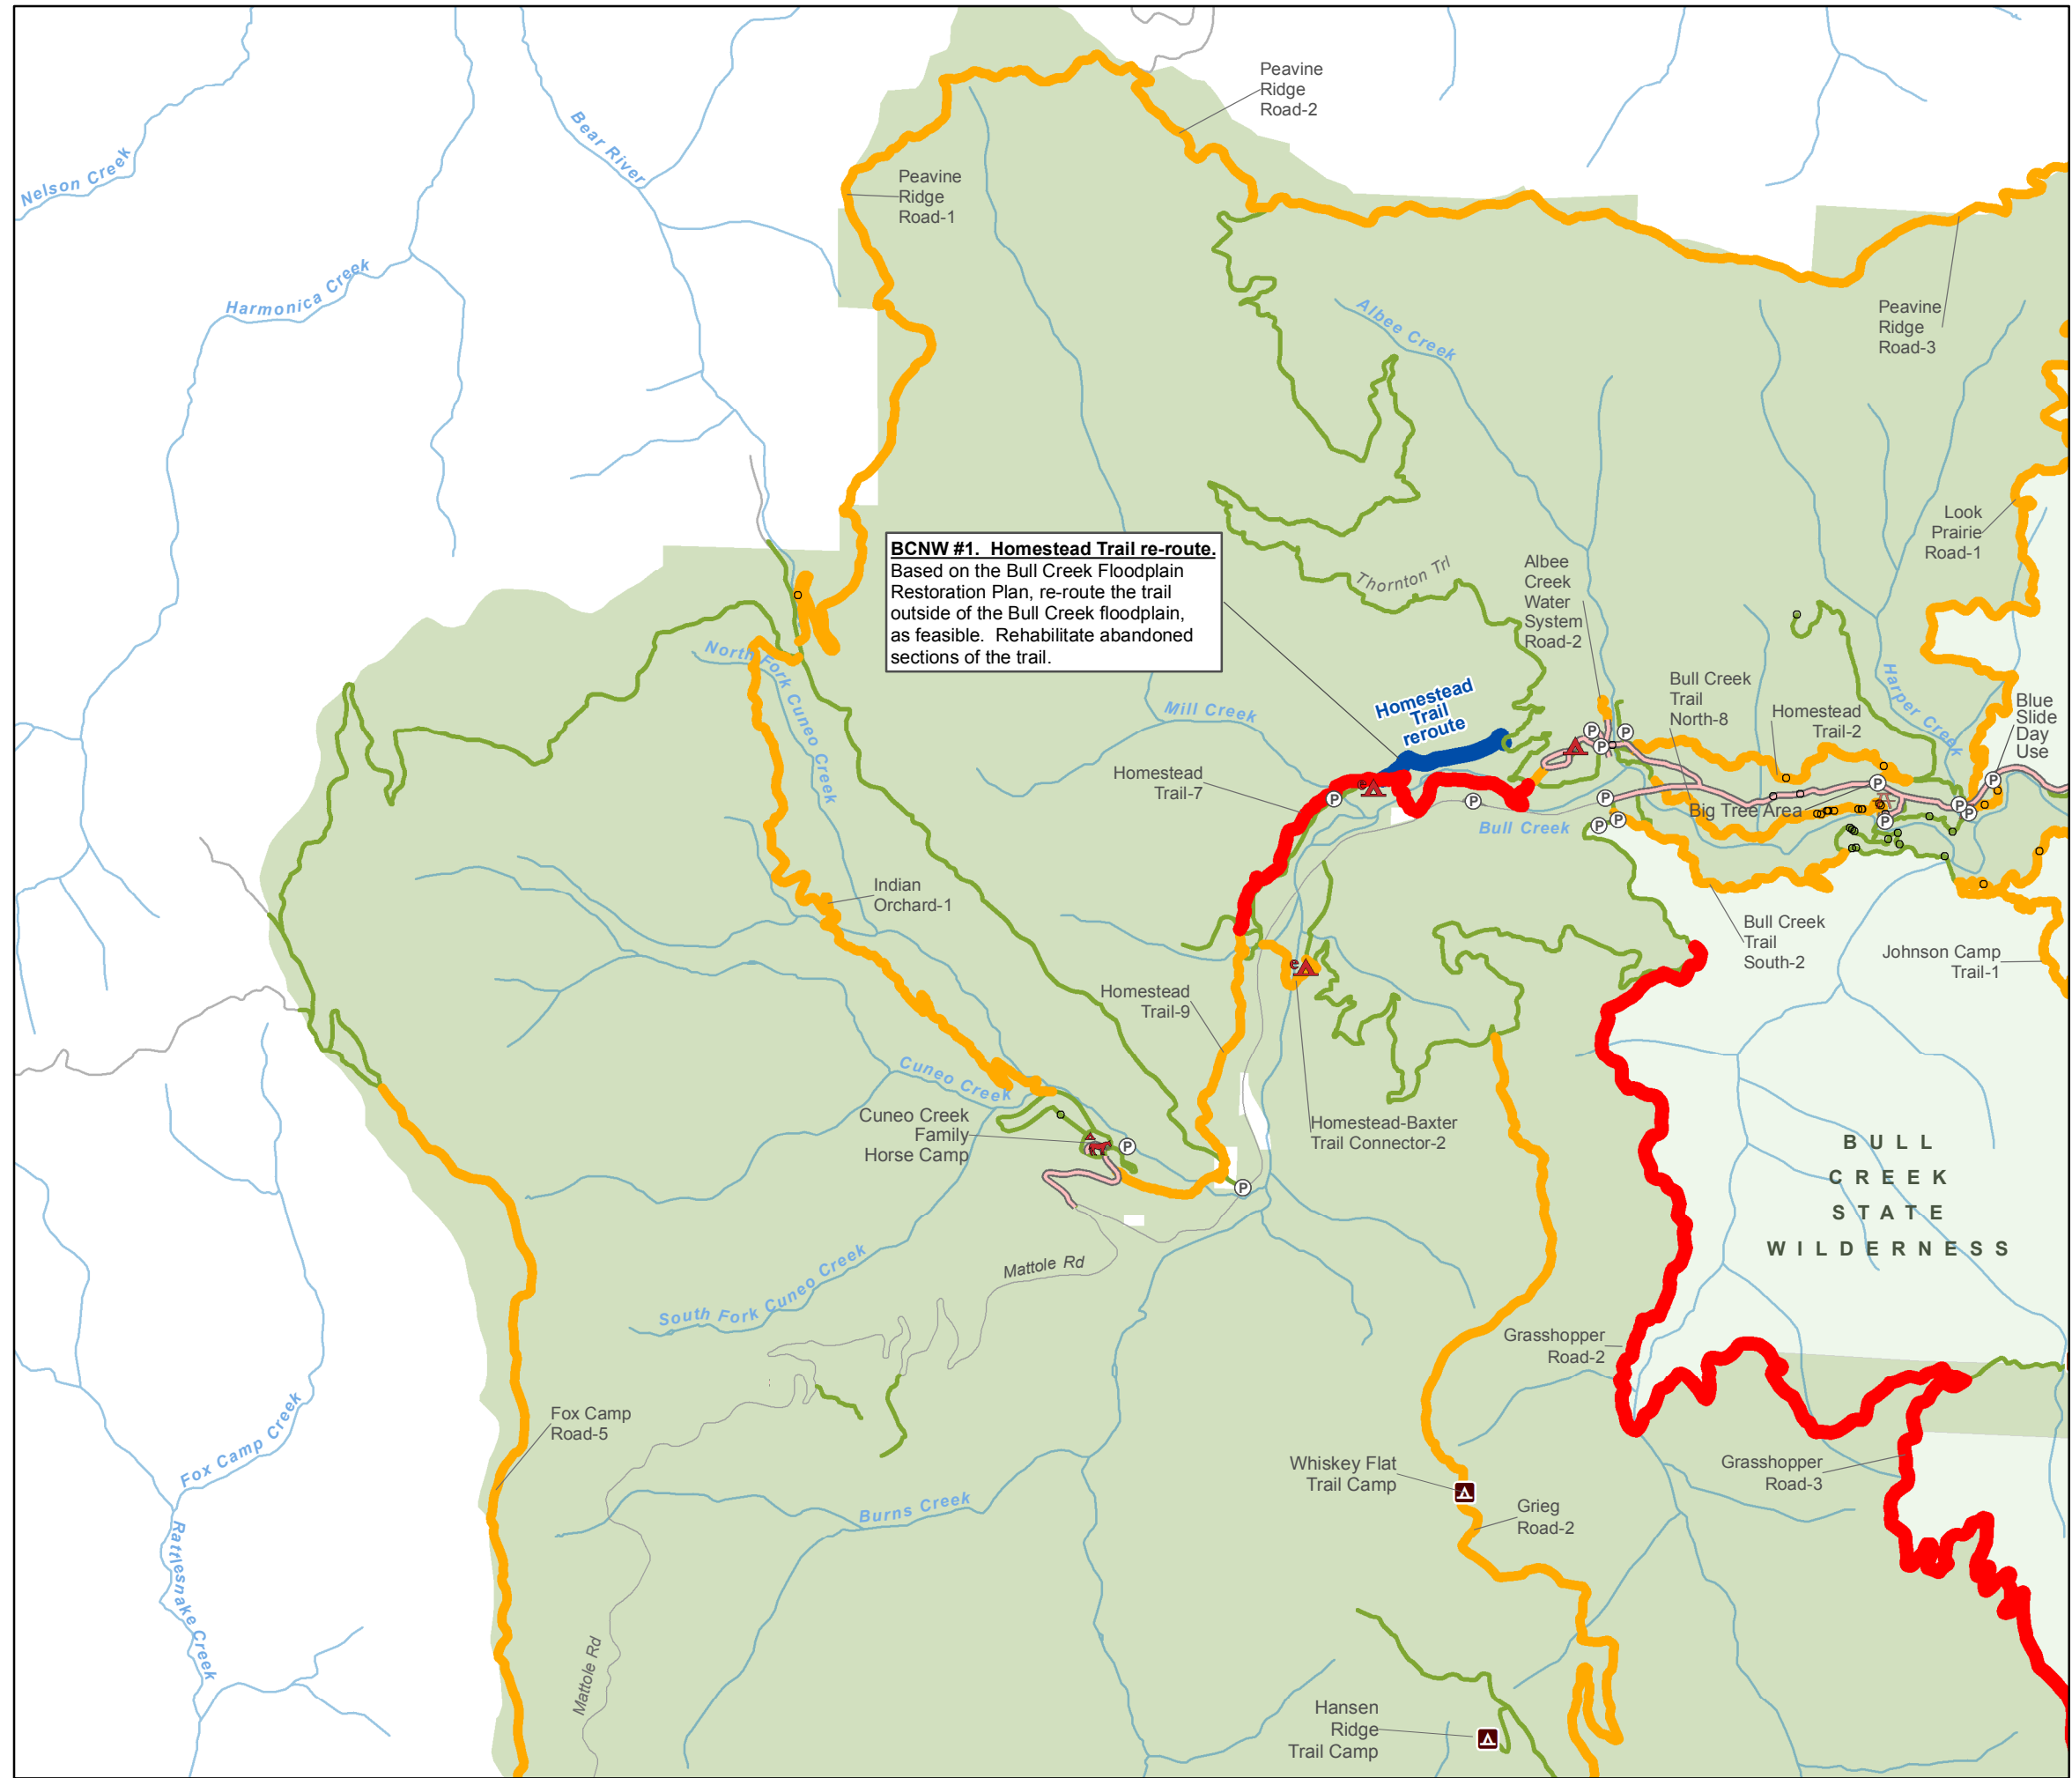 Peavine
Ridge
Road-2
Bear River
Nelson Creek
Peavine
Ridge
Road-1
Harmonica Creek
Albee Creek
Peavine
Ridge
Road-3
Look
Prairie
Road-1
BCNW #1.  Homestead Trail re-route.
Based on the Bull Creek Floodplain
Restoration Plan, re-route the trail
outside of the Bull Creek floodplain,
as feasible.  Rehabilitate abandoned
sections of the trail.
Thornton Trl
Albee
Creek
Water
System
Road-2
North Fork Cuneo Creek
Mill Creek
Homestead
Trail
reroute
Bull Creek
Trail
North-8
Homestead
Trail-2
Harper Creek
Blue
Slide
Day
Use
Homestead
Trail-7
P
P
P
P
P
P
P
P
P
P
P
P
P
e
Big Tree Area
Bull Creek
Indian
Orchard-1
Bull Creek
Trail
South-2
Johnson Camp
Trail-1
e
Homestead
Trail-9
Cuneo Creek
Cuneo Creek
Family
Horse Camp
P
P
Homestead-Baxter
Trail Connector-2
BULL
CREEK
STATE
WILDERNESS
Mattole Rd
South Fork Cuneo Creek
Grasshopper
Road-2
Fox Camp
Road-5
Fox Camp Creek
Whiskey Flat
Trail Camp
Grasshopper
Road-3
Burns Creek
Grieg
Road-2
Rattlesnake Creek
Mattole Rd
Hansen
Ridge
Trail Camp